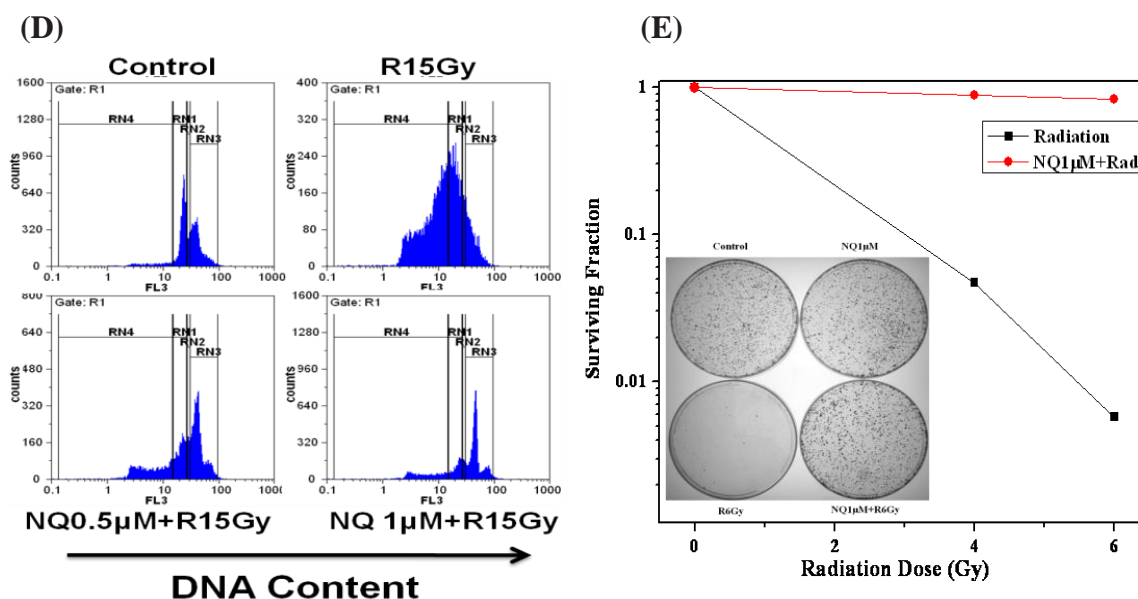 (D)
Control
Gate: R1
1600
1280
960
640
320
0
counts
RN4
RN1
RN2
RN3
0.1
1
10
100
1000
FL3
R15Gy
Gate: R1
400
320
240
160
80
0
counts
RN4
RN1
RN2
RN3
0.1
1
10
100
1000
FL3
Gate: R1
800
640
480
320
160
0
counts
RN4
RN1
RN2
RN3
0.1
1
10
100
1000
FL3
NQ0.5µM+R15Gy
Gate: R1
1600
1280
960
640
320
0
counts
RN4
RN1
RN2
RN3
0.1
1
10
100
1000
FL3
NQ 1µM+R15Gy
DNA Content
(E)
1
0.1
0.01
Surviving Fraction
Radiation
NQ1µM+Rad
Control
NQ1µM
R6Gy
NQ1µM+R6Gy
0
2
4
6
Radiation Dose (Gy)